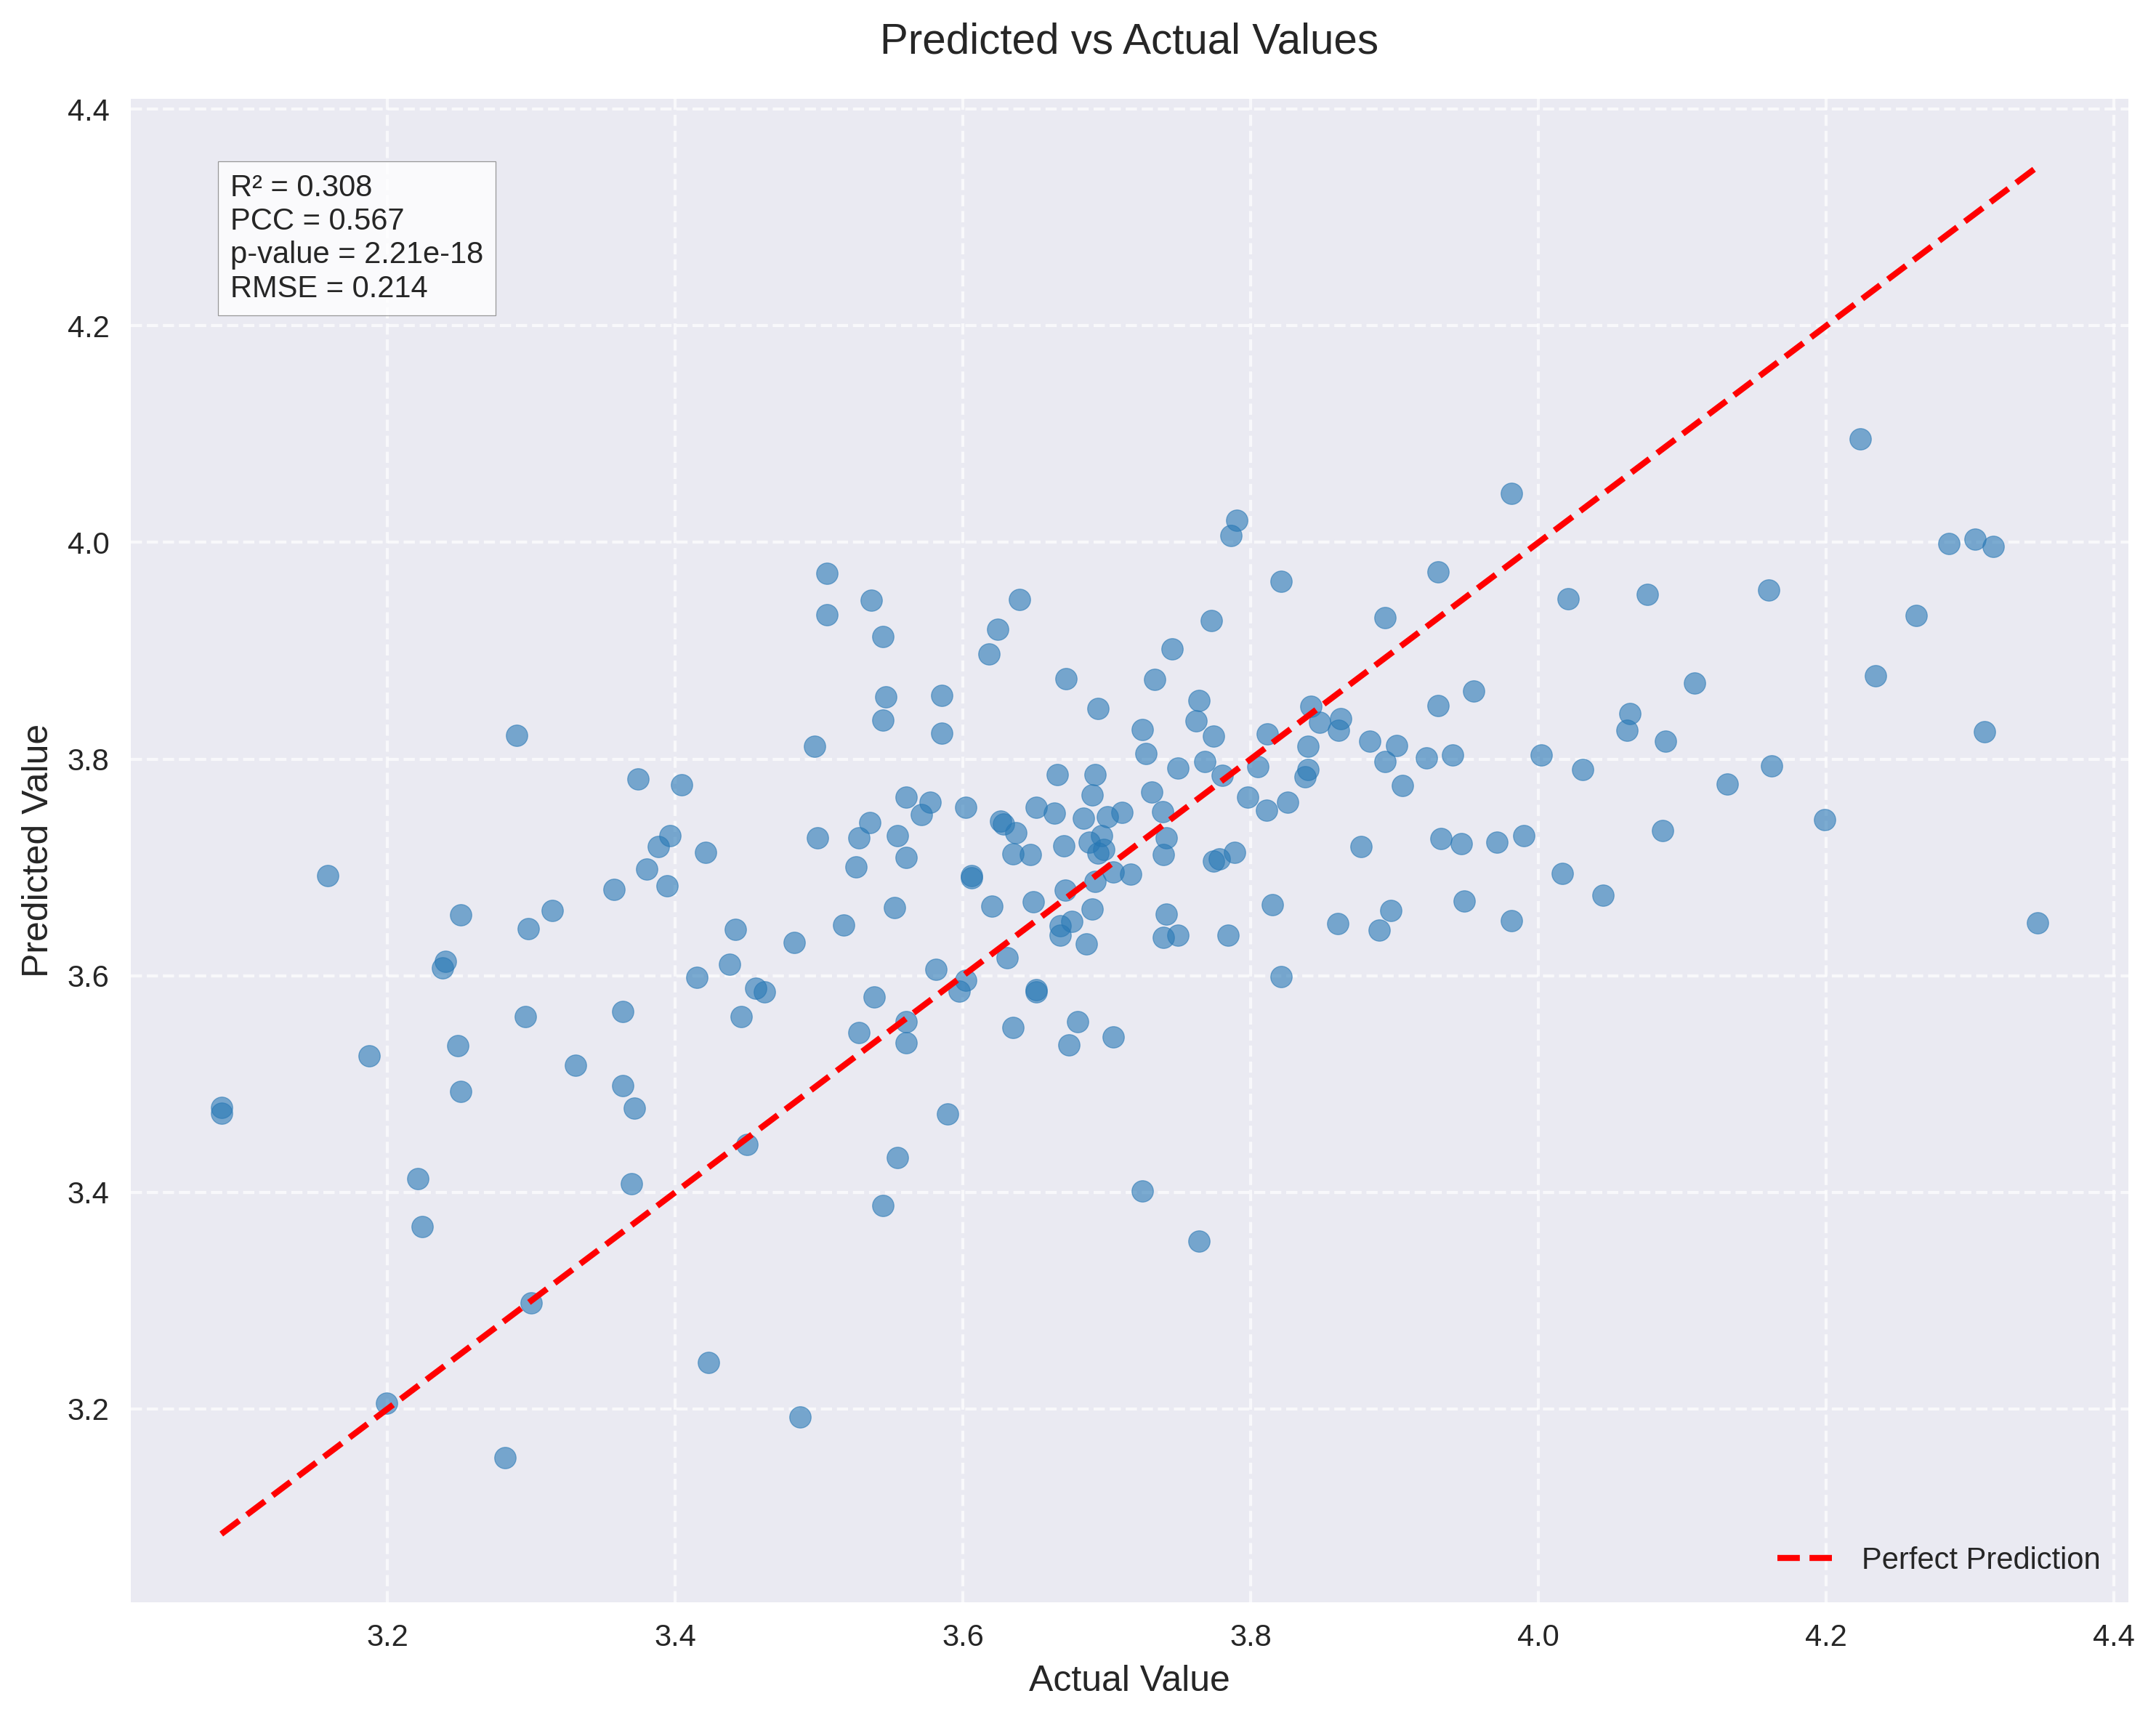 Predicted vs Actual Values
4.4
R² = 0.308
PCC = 0.567
p-value = 2.21e-18
RMSE = 0.214
4.2
4.0
3.8
3.6
3.4
3.2
Predicted Value
Perfect Prediction
3.2 3.4 3.6 3.8 4.0 4.2 4.4
Actual Value